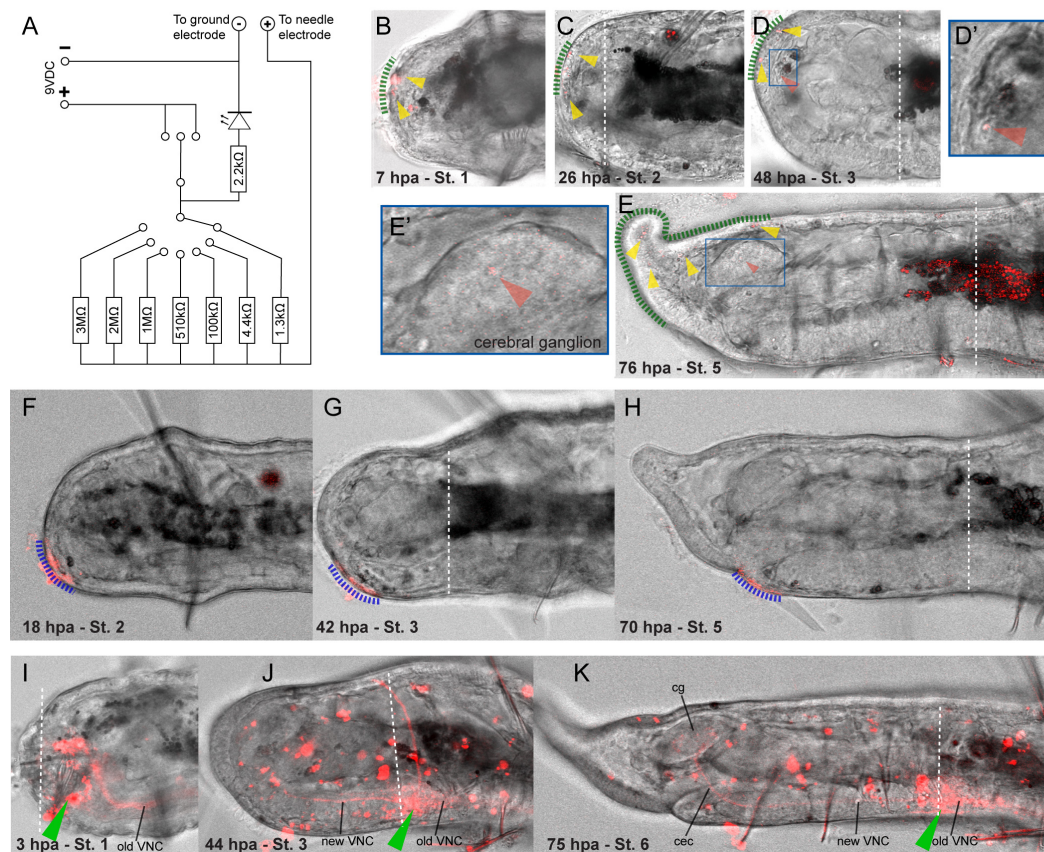 A
To ground
electrode
-
+
To needle
electrode
−
9VDC
+
2.2kΩ
3MΩ
2MΩ
1MΩ
510kΩ
100kΩ
4.4kΩ
1.3kΩ
B
7 hpa - St. 1
C
26 hpa - St. 2
D
48 hpa - St. 3
D'
E'
cerebral ganglion
E
76 hpa - St. 5
F
18 hpa - St. 2
G
42 hpa - St. 3
H
70 hpa - St. 5
I
old VNC
3 hpa - St. 1
J
new VNC
old VNC
44 hpa - St. 3
K
cg
cec
new VNC
old VNC
75 hpa - St. 6